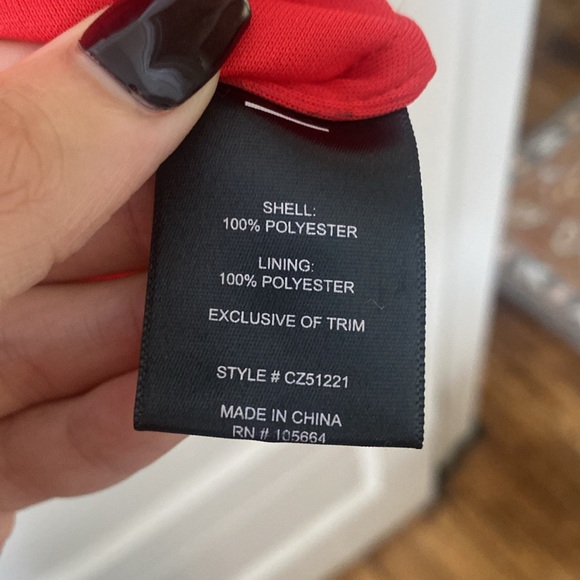 SHELL:
100% POLYESTER
LINING:
100% POLYESTER
EXCLUSIVE OF TRIM
STYLE # CZ51221
MADE IN CHINA
RN # 105664